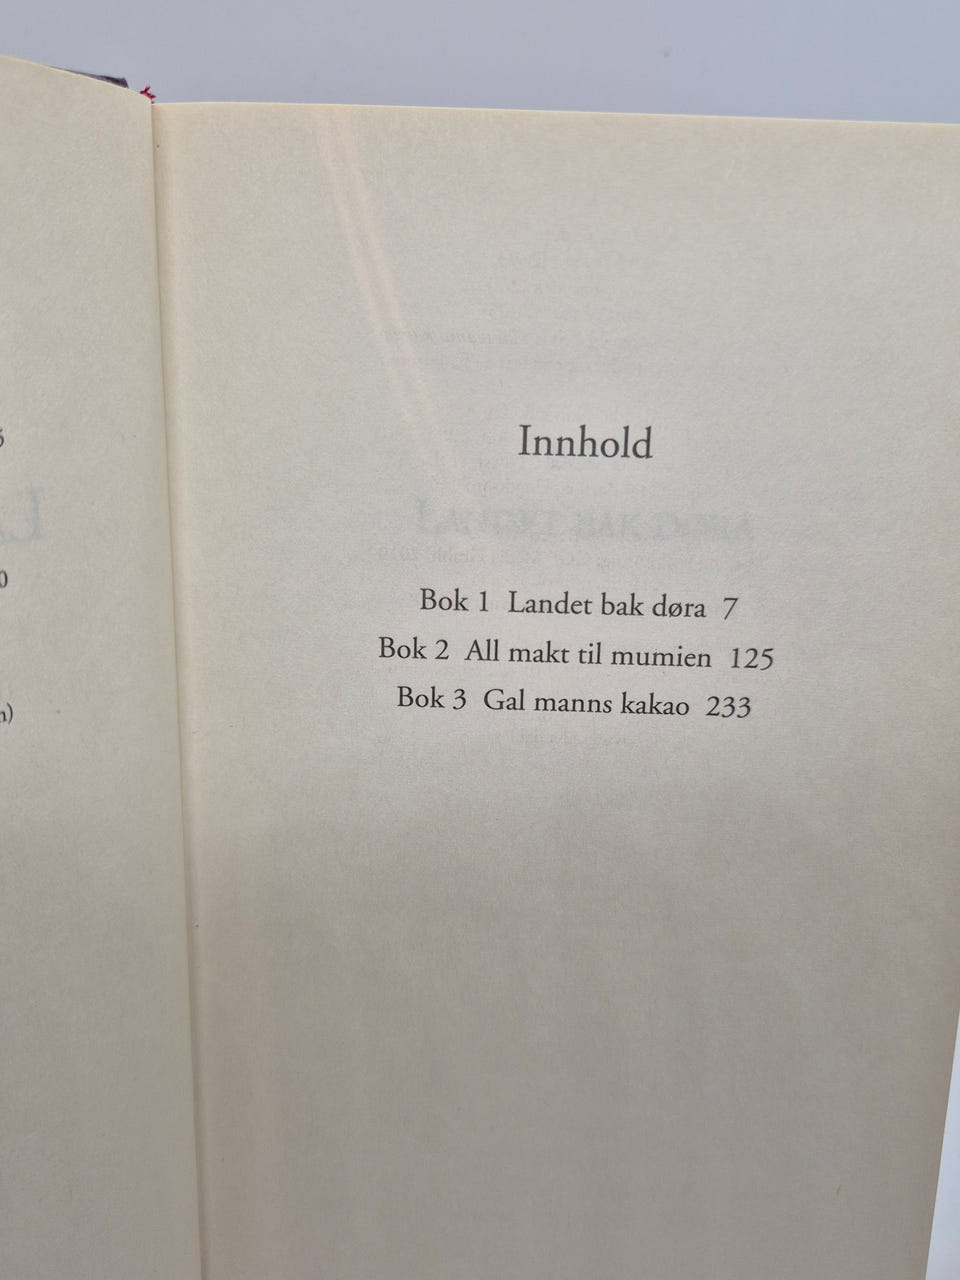 Innhold
Bok 1 Landet bak døra 7
Bok 2 All makt til mumien 125
Bok 3 Gal manns kakao 233